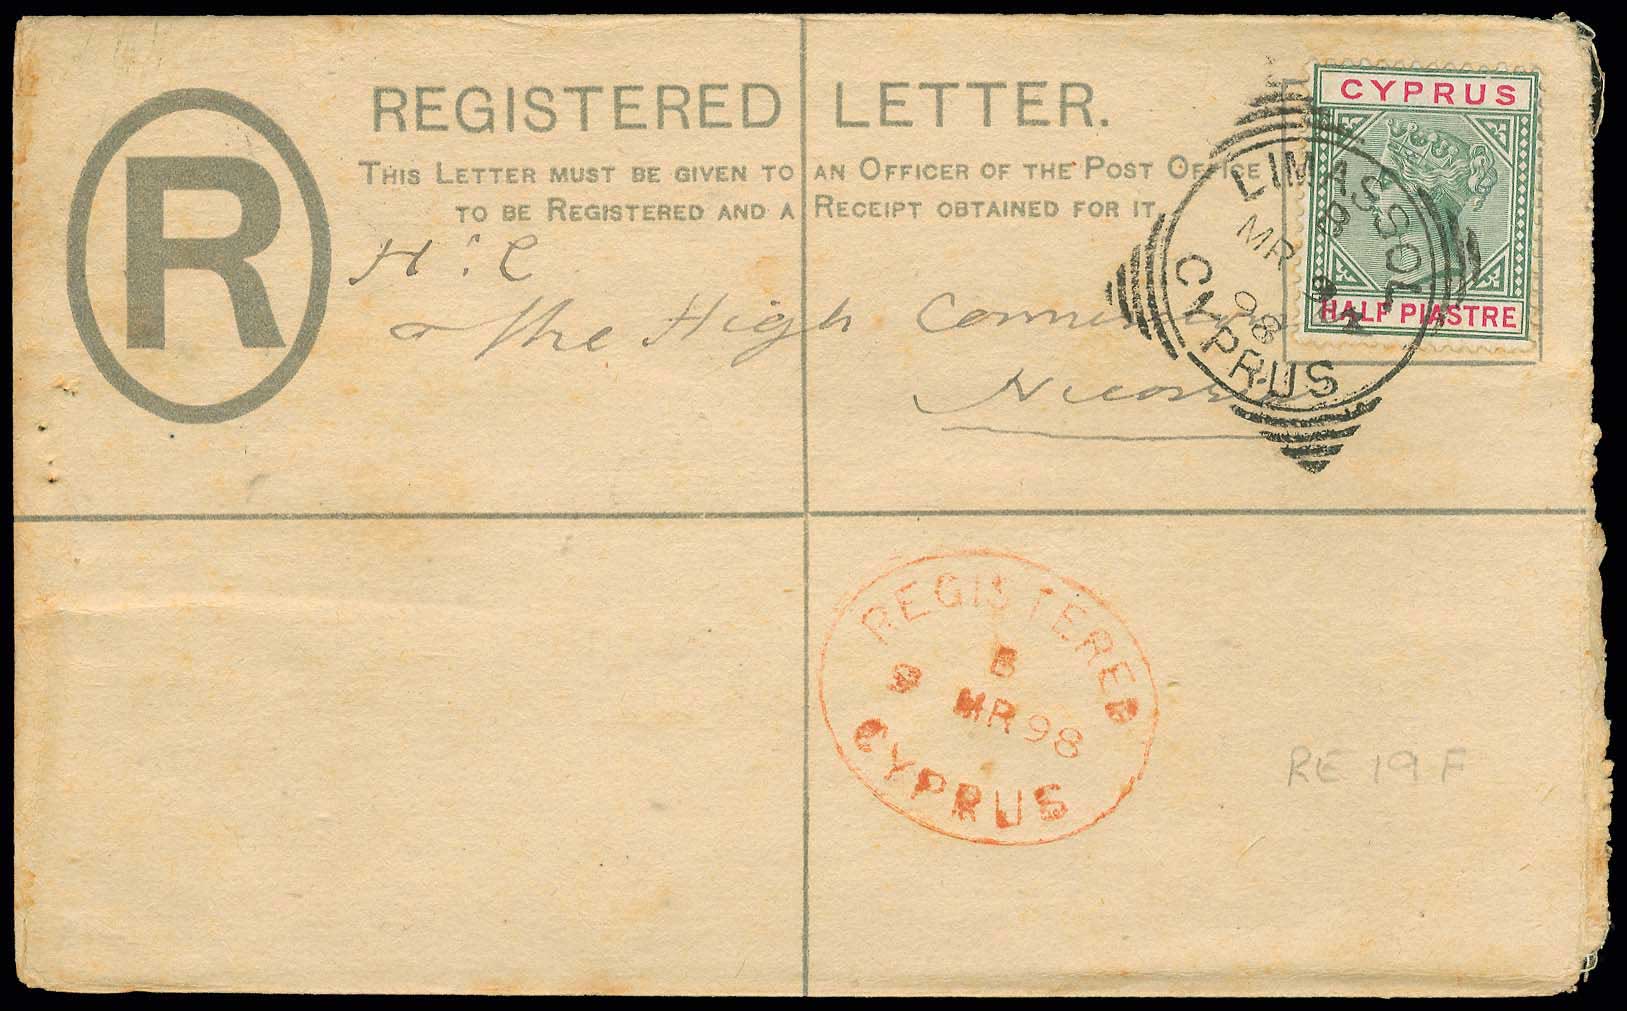 REGISTERED LETTER.
THIS LETTER MUST BE GIVEN TO AN OFFICER OF THE POST OFFICE
TO BE REGISTERED AND A RECEIPT OBTAINED FOR IT
R
CYPRUS
HALF PIASTRE
LIMASSOL
MR 8
98
CYPRUS
H.E.
The High
Nicosia
REGISTERED
B
9 MR 98
CYPRUS
RE 19 F